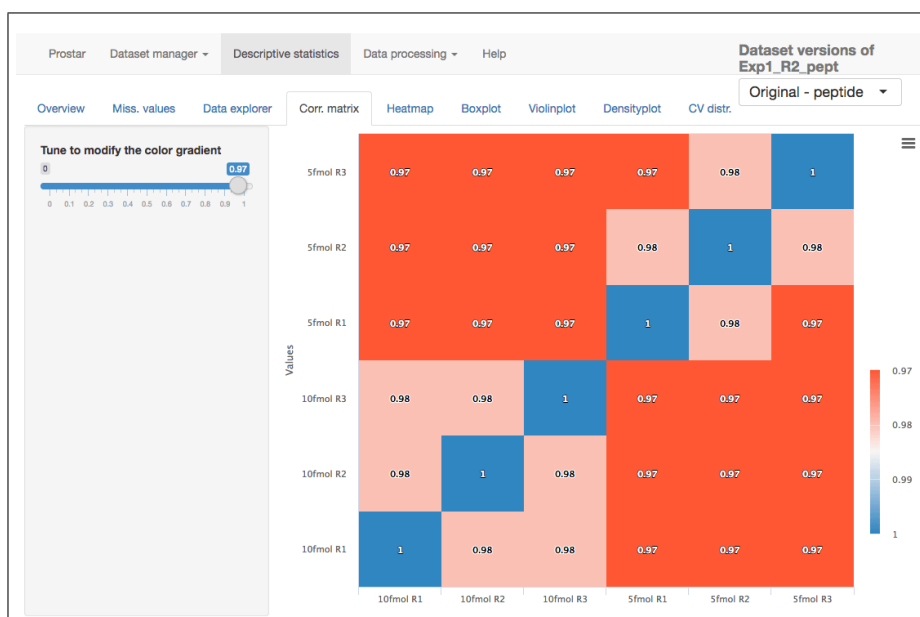 Prostar Dataset manager Descriptive statistics Data processing Help
Dataset versions of
Exp1_R2_pept
Original - peptide
Overview Miss. values Data explorer Corr. matrix Heatmap Boxplot Violinplot Densityplot CV distr.
Tune to modify the color gradient
0 0.97
0 0.1 0.2 0.3 0.4 0.5 0.6 0.7 0.8 0.9 1
Values
5fmol R3 0.97 0.97 0.97 0.97 0.98 1
5fmol R2 0.97 0.97 0.97 0.98 1 0.98
5fmol R1 0.97 0.97 0.97 1 0.98 0.97
10fmol R3 0.98 0.98 1 0.97 0.97 0.97
10fmol R2 0.98 1 0.98 0.97 0.97 0.97
10fmol R1 1 0.98 0.98 0.97 0.97 0.97
10fmol R1 10fmol R2 10fmol R3 5fmol R1 5fmol R2 5fmol R3
0.97
0.98
0.99
1